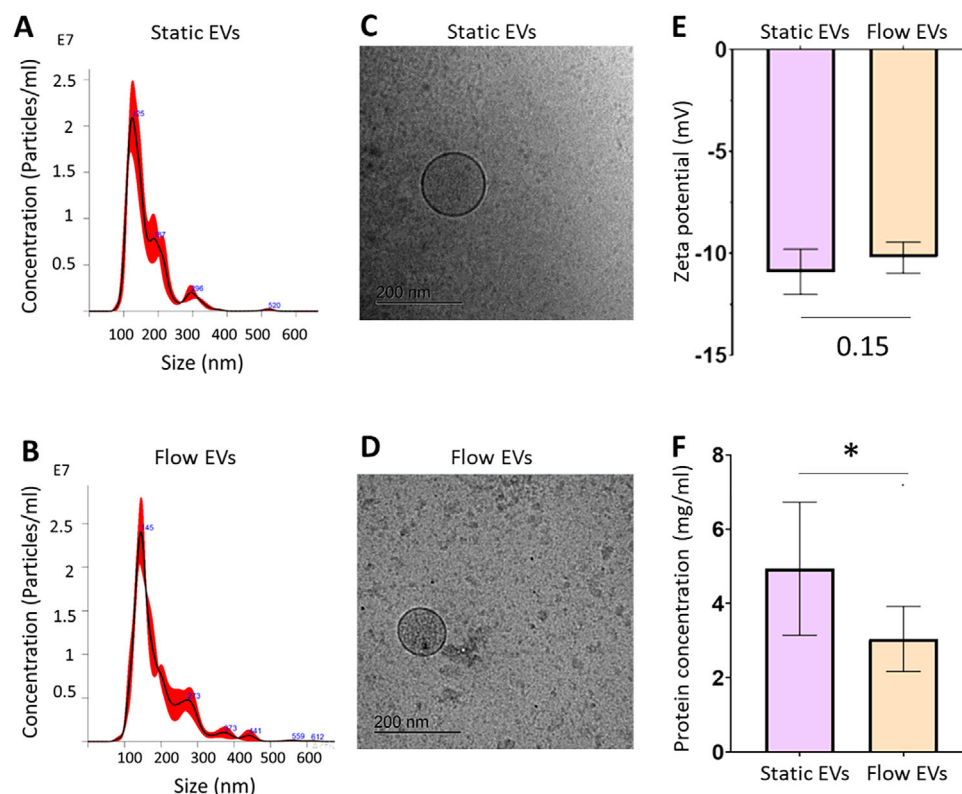 A
Static EVs
E7
Concentration (Particles/ml)
2.5
2
1.5
1
0.5
125
296
520
100 200 300 400 500 600
Size (nm)
B
Flow EVs
E7
Concentration (Particles/ml)
2.5
2
1.5
1
0.5
145
273
373
441
559 612
100 200 300 400 500 600
Size (nm)
C
Static EVs
200 nm
D
Flow EVs
200 nm
E
Static EVs Flow EVs
Zeta potential (mV)
0
-5
-10
-15
0.15
F
Protein concentration (mg/ml)
8
6
4
2
0
*
Static EVs Flow EVs